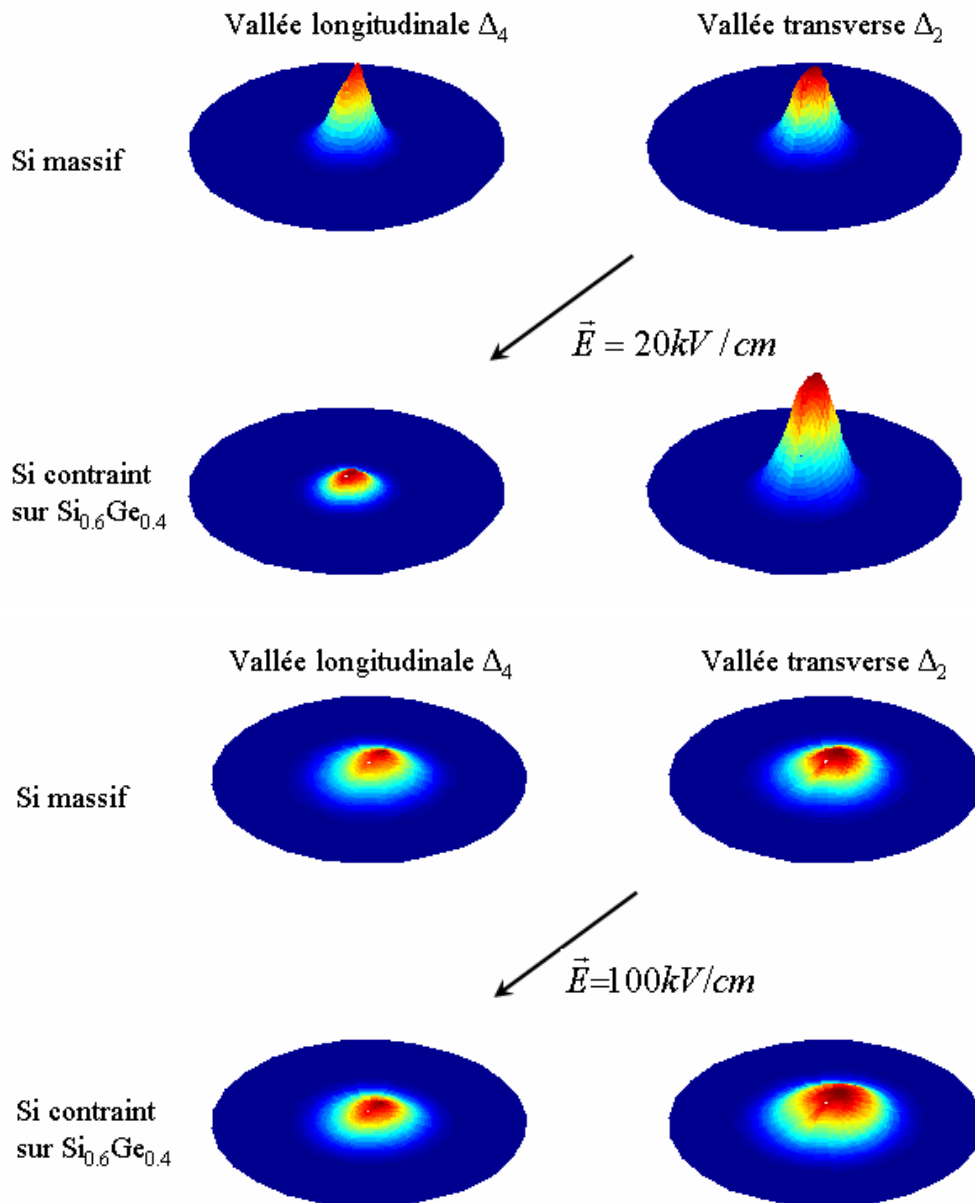 Vallée longitudinale Δ₄ Vallée transverse Δ₂
Si massif
E⃗ = 20kV / cm
Si contraint
sur Si₀.₆Ge₀.₄
Vallée longitudinale Δ₄ Vallée transverse Δ₂
Si massif
E⃗=100kV/cm
Si contraint
sur Si₀.₆Ge₀.₄